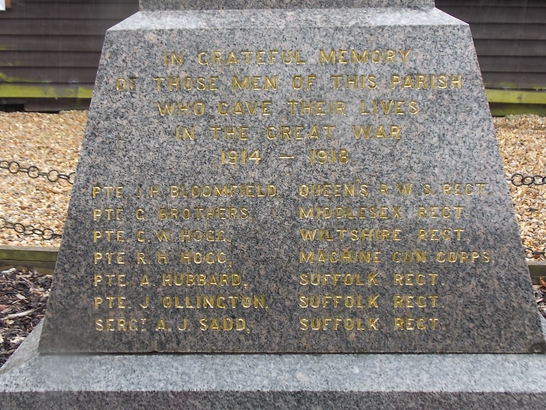 IN GRATEFUL MEMORY
OF THOSE MEN OF THIS PARISH
WHO GAVE THEIR LIVES
IN THE GREAT WAR
1914 — 1918
PTE J.H. BLOOMFIELD, QUEENS R.W.S. REGT.
PTE. G. BROTHERS, MIDDLESEX REGT.
PTE. C.W. HOGG, WILTSHIRE REGT.
PTE R.H. HOGG, MACHINE GUN CORPS.
PTE. A. HUBBARD, SUFFOLK REGT.
PTE. J. OLLINGTON, SUFFOLK REGT.
SERGT A.J. SADD, SUFFOLK REGT.